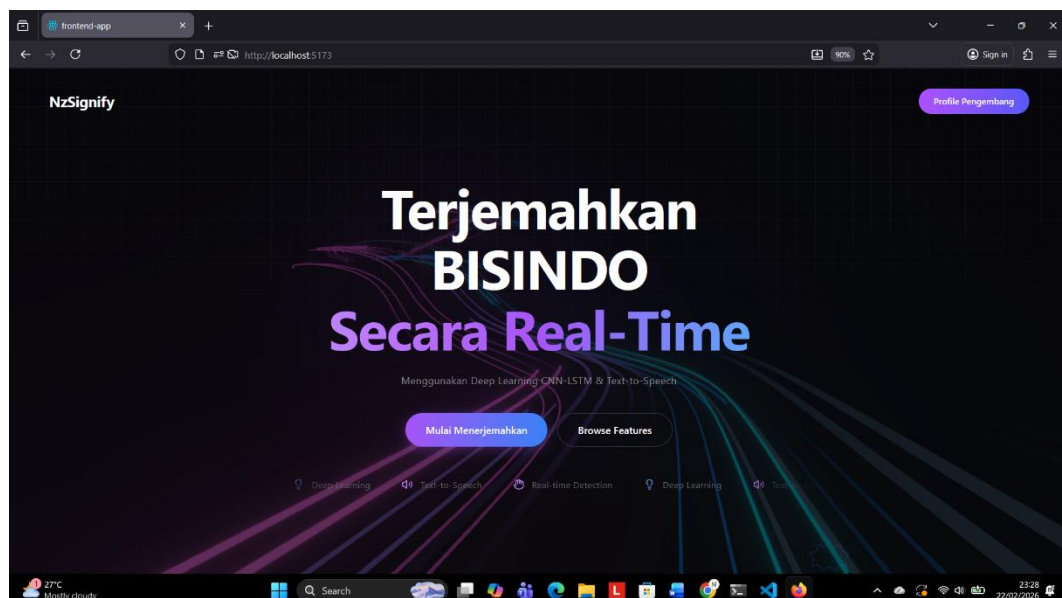 frontend-app
http://localhost:5173
90%
Sign in
NzSignify
Profile Pengembang
Terjemahkan
BISINDO
Secara Real-Time
Menggunakan Deep Learning CNN-LSTM & Text-to-Speech
Mulai Menerjemahkan
Browse Features
Deep Learning Text-to-Speech Real-time Detection Deep Learning
1
27°C
Mostly cloudy
Search
23:28
22/02/2026